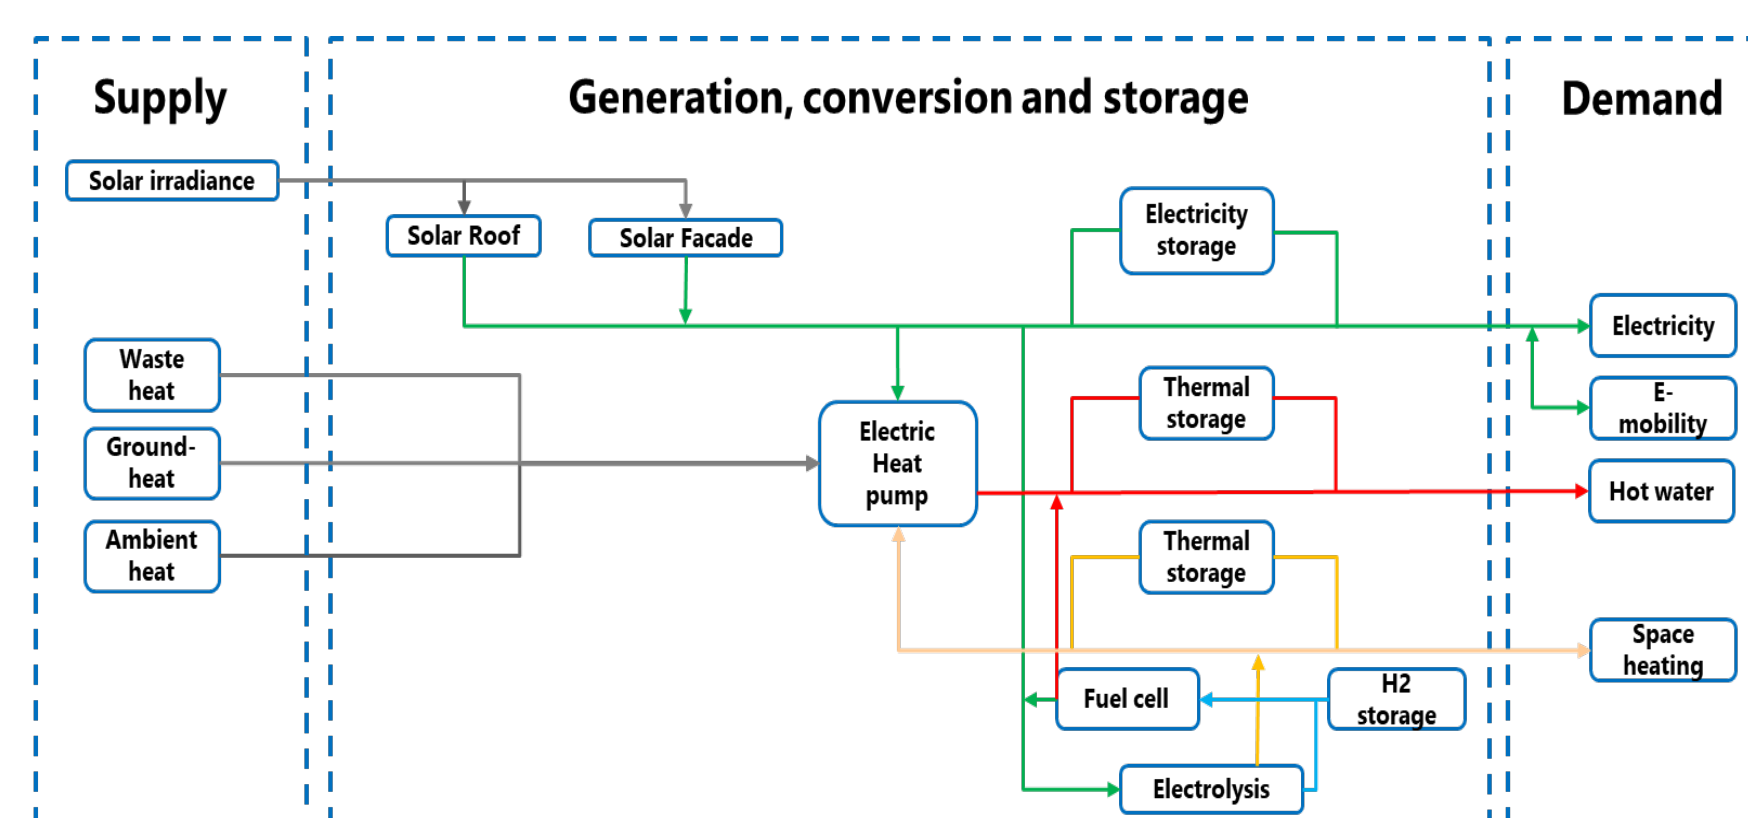 Supply
Generation, conversion and storage
Demand
Solar irradiance
Solar Roof
Solar Facade
Electricity
storage
Electricity
Waste
heat
Thermal
storage
E-
mobility
Ground-
heat
Electric
Heat
pump
Hot water
Ambient
heat
Thermal
storage
Space
heating
Fuel cell
H2
storage
Electrolysis